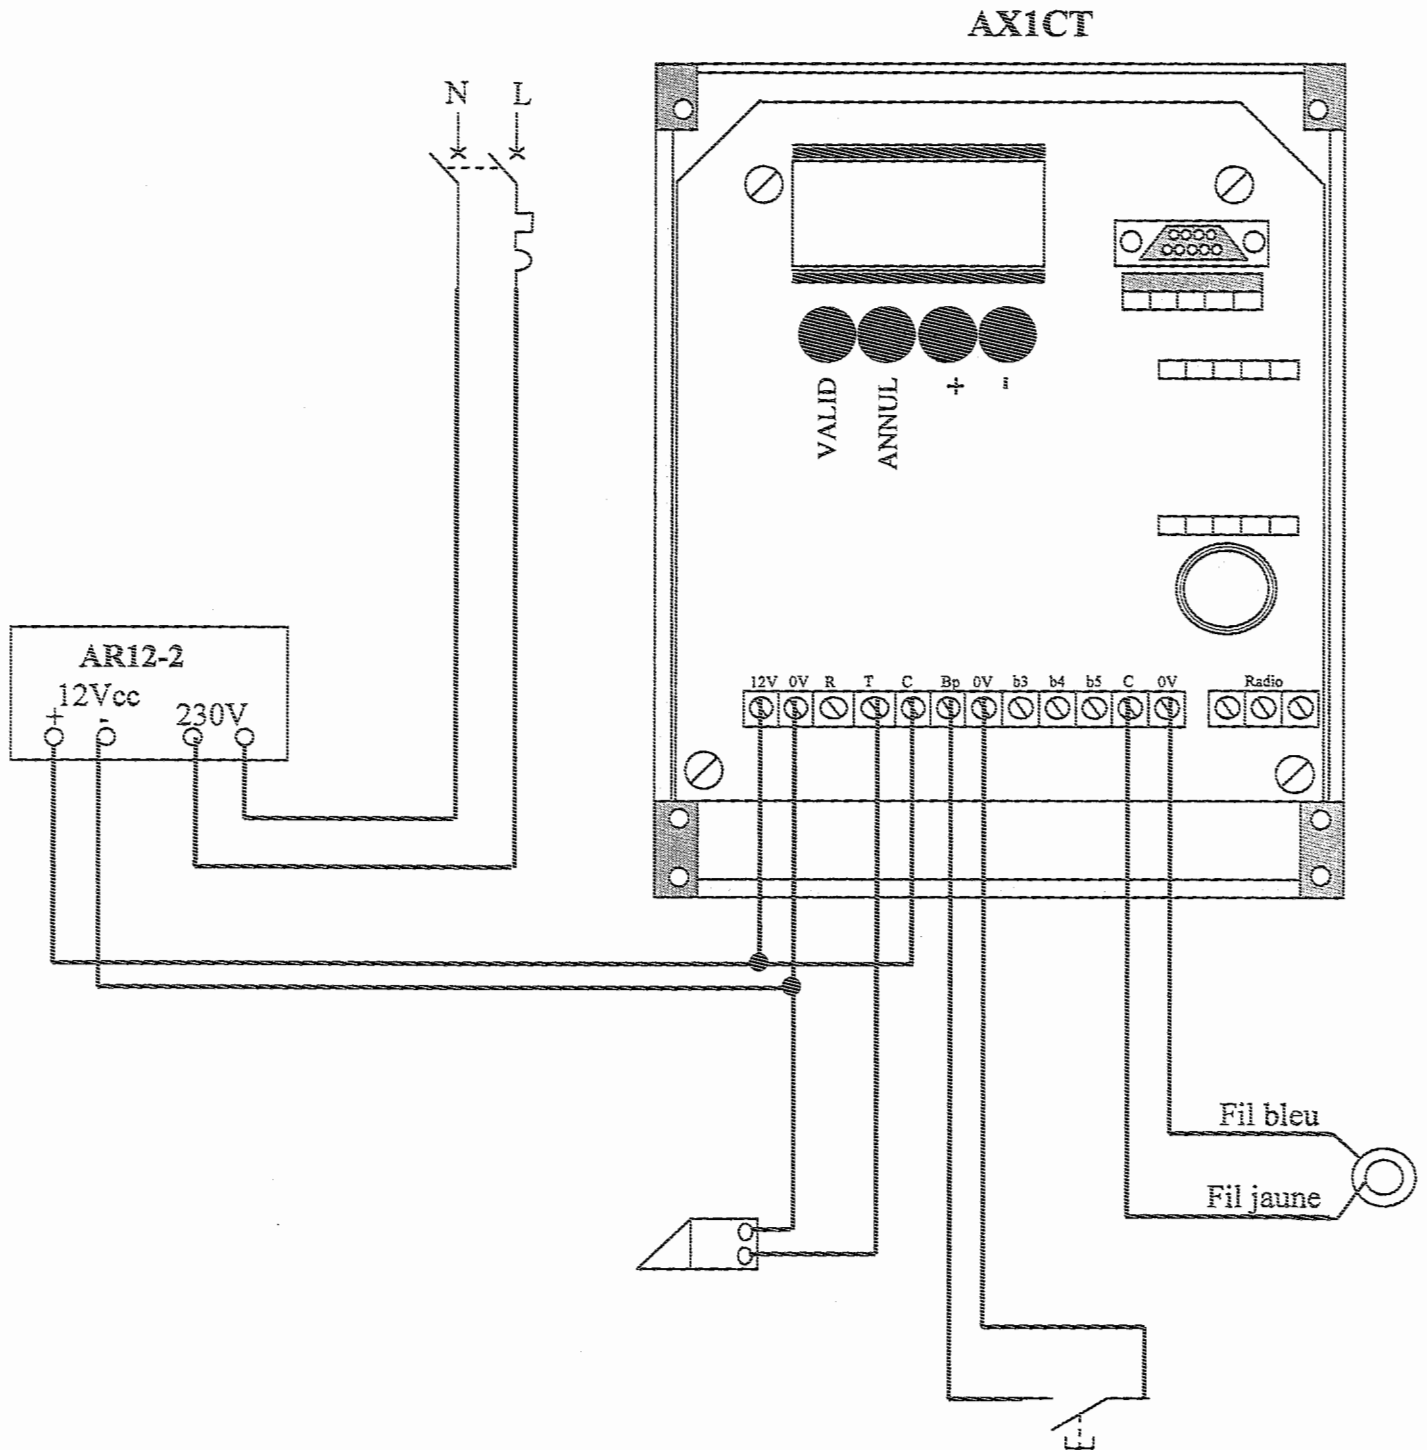 AX1CT
N L
VALID
ANNUL
+
-
AR12-2
12Vcc
+ - 230V
12V 0V R T C Bp 0V b3 b4 b5 C 0V Radio
Fil bleu
Fil jaune